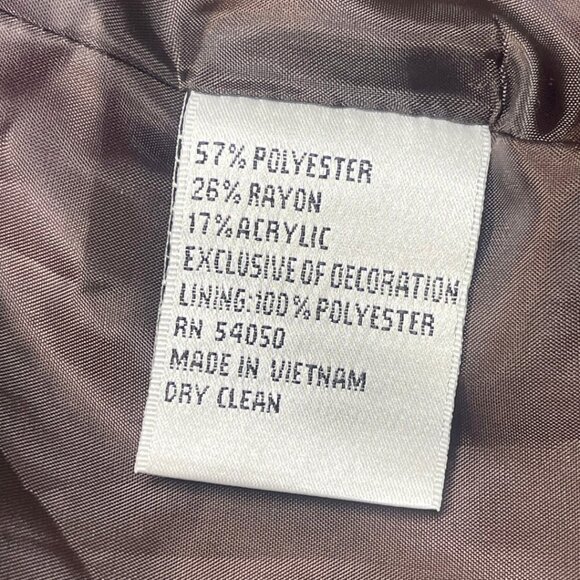 57% POLYESTER
26% RAYON
17% ACRYLIC
EXCLUSIVE OF DECORATION
LINING:100% POLYESTER
RN 54050
MADE IN VIETNAM
DRY CLEAN